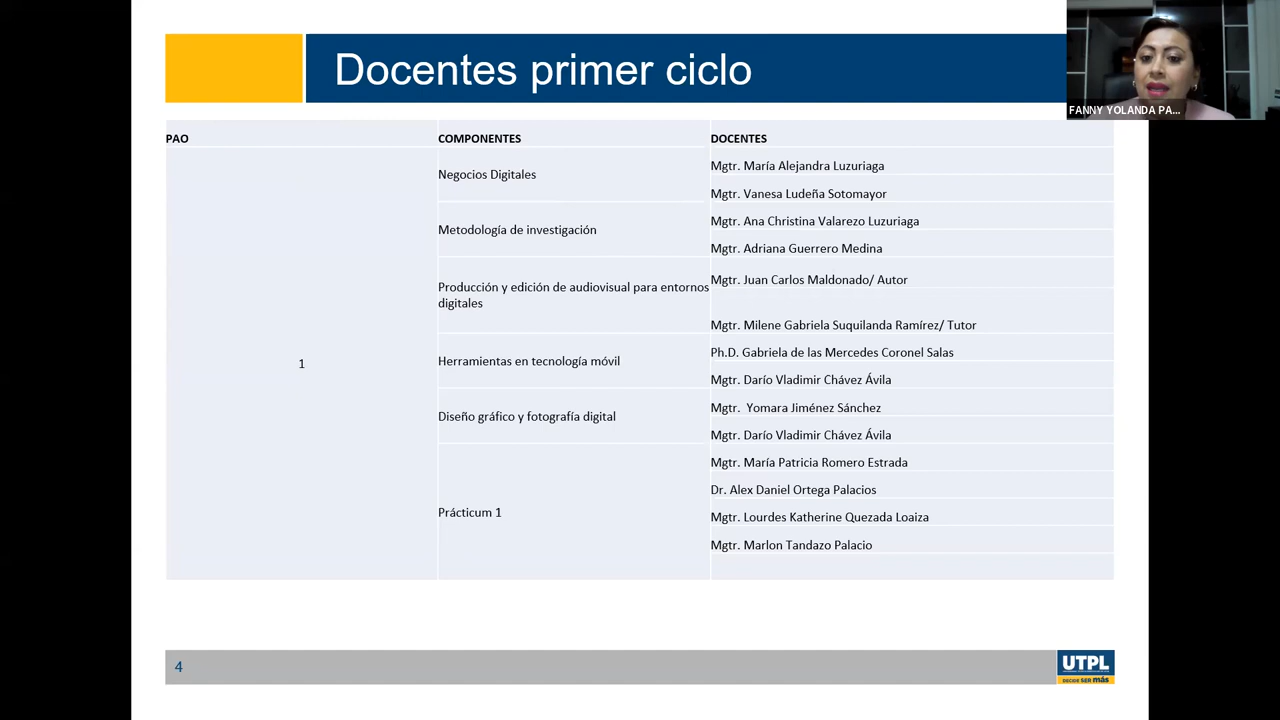 Docentes primer ciclo
FANNY YOLANDA PA...
PAO
COMPONENTES
DOCENTES
1
Negocios Digitales
Mgtr. María Alejandra Luzuriaga
Mgtr. Vanesa Ludeña Sotomayor
Metodología de investigación
Mgtr. Ana Christina Valarezo Luzuriaga
Mgtr. Adriana Guerrero Medina
Producción y edición de audiovisual para entornos
digitales
Mgtr. Juan Carlos Maldonado/ Autor
Mgtr. Milene Gabriela Suquilanda Ramírez/ Tutor
Herramientas en tecnología móvil
Ph.D. Gabriela de las Mercedes Coronel Salas
Mgtr. Darío Vladimir Chávez Ávila
Diseño gráfico y fotografía digital
Mgtr. Yomara Jiménez Sánchez
Mgtr. Darío Vladimir Chávez Ávila
Prácticum 1
Mgtr. María Patricia Romero Estrada
Dr. Alex Daniel Ortega Palacios
Mgtr. Lourdes Katherine Quezada Loaiza
Mgtr. Marlon Tandazo Palacio
4
UTPL
DECIDE SER más